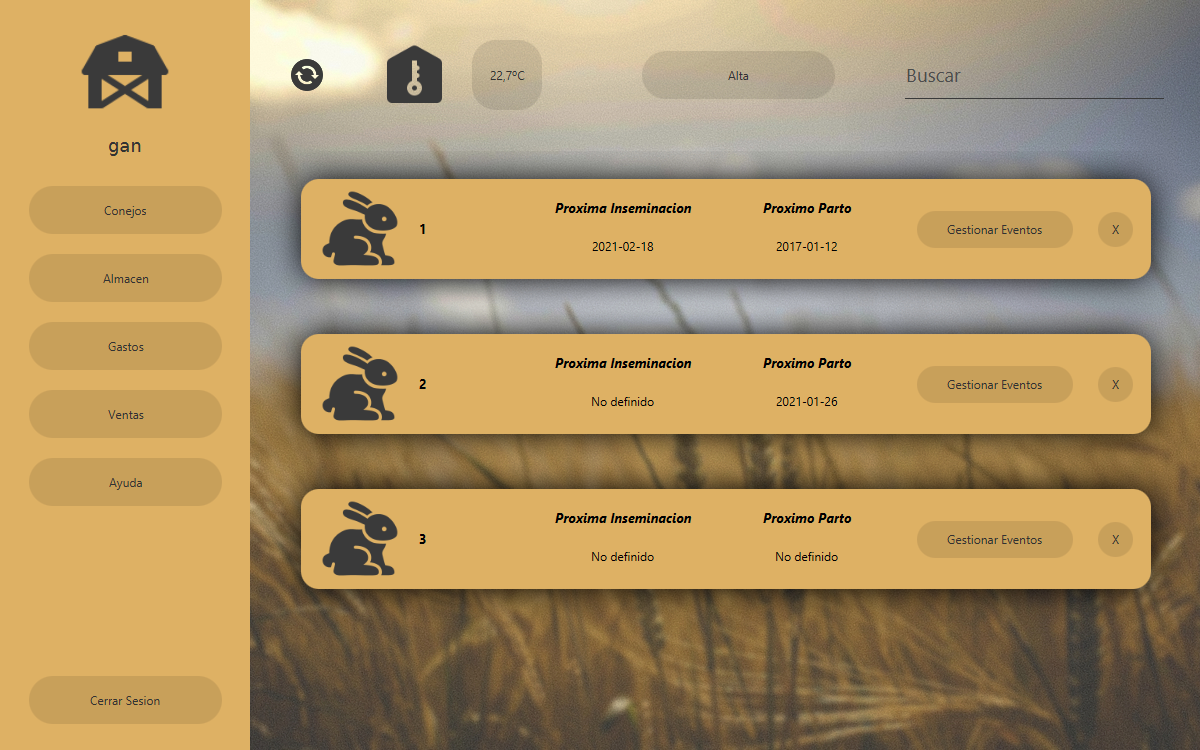 gan
Conejos
Almacen
Gastos
Ventas
Ayuda
Cerrar Sesion
22,7ºC
Alta
Buscar
1
Proxima Inseminacion
2021-02-18
Proximo Parto
2017-01-12
Gestionar Eventos
X
2
Proxima Inseminacion
No definido
Proximo Parto
2021-01-26
Gestionar Eventos
X
3
Proxima Inseminacion
No definido
Proximo Parto
No definido
Gestionar Eventos
X